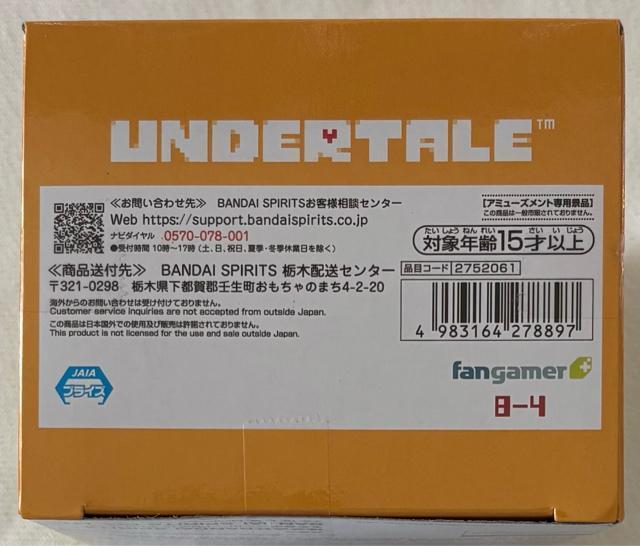 UNDERTALE™
≪お問い合わせ先≫ BANDAI SPIRITSお客様相談センター
Web https://support.bandaispirits.co.jp
ナビダイヤル 0570-078-001
●受付時間 10時～17時(土、日、祝日、夏季・冬季休業日を除く)
≪商品送付先≫ BANDAI SPIRITS 栃木配送センター
〒321-0298 栃木県下都賀郡壬生町おもちゃのまち4-2-20
海外からのお問い合わせは受け付けておりません。
Customer service inquiries are not accepted from outside Japan.
この商品は日本国外での使用及び販売は許諾されておりません。
This product is not licensed for the use and sale outside Japan.
JAIA
プライズ
【アミューズメント専用景品】
この商品は一般市販されておりません。
たいしょうねんれい さい いじょう
対象年齢15才以上
品目コード 2752061
4 983164 278897
fangamer
8-4